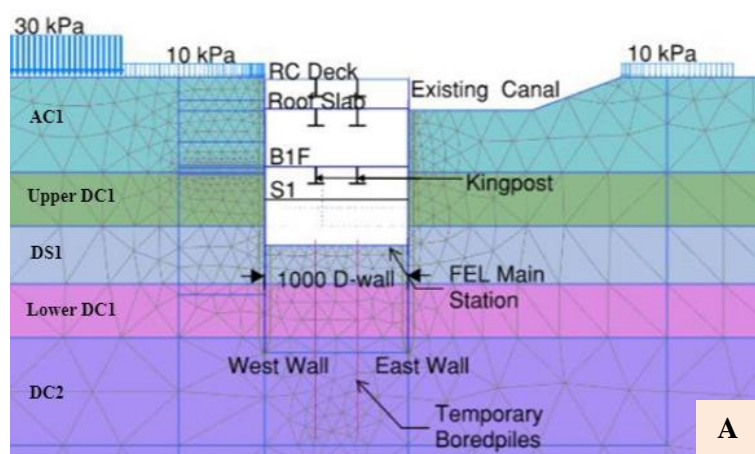 30 kPa
10 kPa
10 kPa
RC Deck
Existing Canal
Roof Slab
AC1
B1F
Kingpost
S1
Upper DC1
DS1
1000 D-wall
FEL Main
Station
Lower DC1
West Wall
East Wall
DC2
Temporary
Boredpiles
A